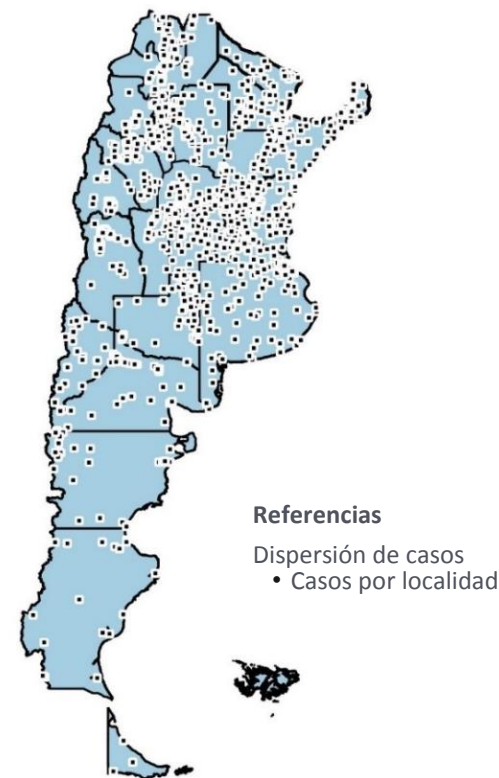 Referencias
Dispersión de casos
• Casos por localidad